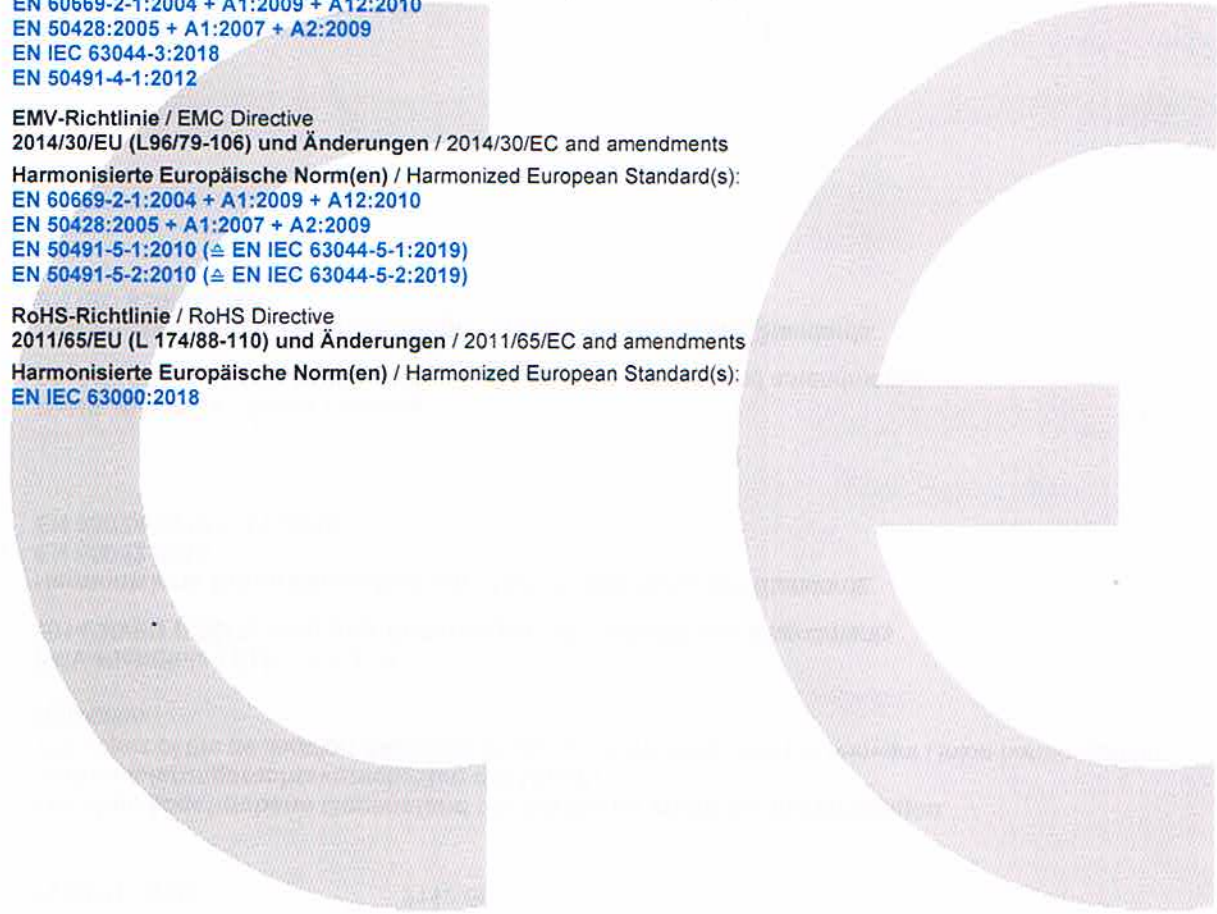 EN 60669-2-1:2004 + A1:2009 + A12:2010
EN 50428:2005 + A1:2007 + A2:2009
EN IEC 63044-3:2018
EN 50491-4-1:2012
EMV-Richtlinie / EMC Directive
2014/30/EU (L96/79-106) und Änderungen / 2014/30/EC and amendments
Harmonisierte Europäische Norm(en) / Harmonized European Standard(s):
EN 60669-2-1:2004 + A1:2009 + A12:2010
EN 50428:2005 + A1:2007 + A2:2009
EN 50491-5-1:2010 (≙ EN IEC 63044-5-1:2019)
EN 50491-5-2:2010 (≙ EN IEC 63044-5-2:2019)
RoHS-Richtlinie / RoHS Directive
2011/65/EU (L 174/88-110) und Änderungen / 2011/65/EC and amendments
Harmonisierte Europäische Norm(en) / Harmonized European Standard(s):
EN IEC 63000:2018
CE